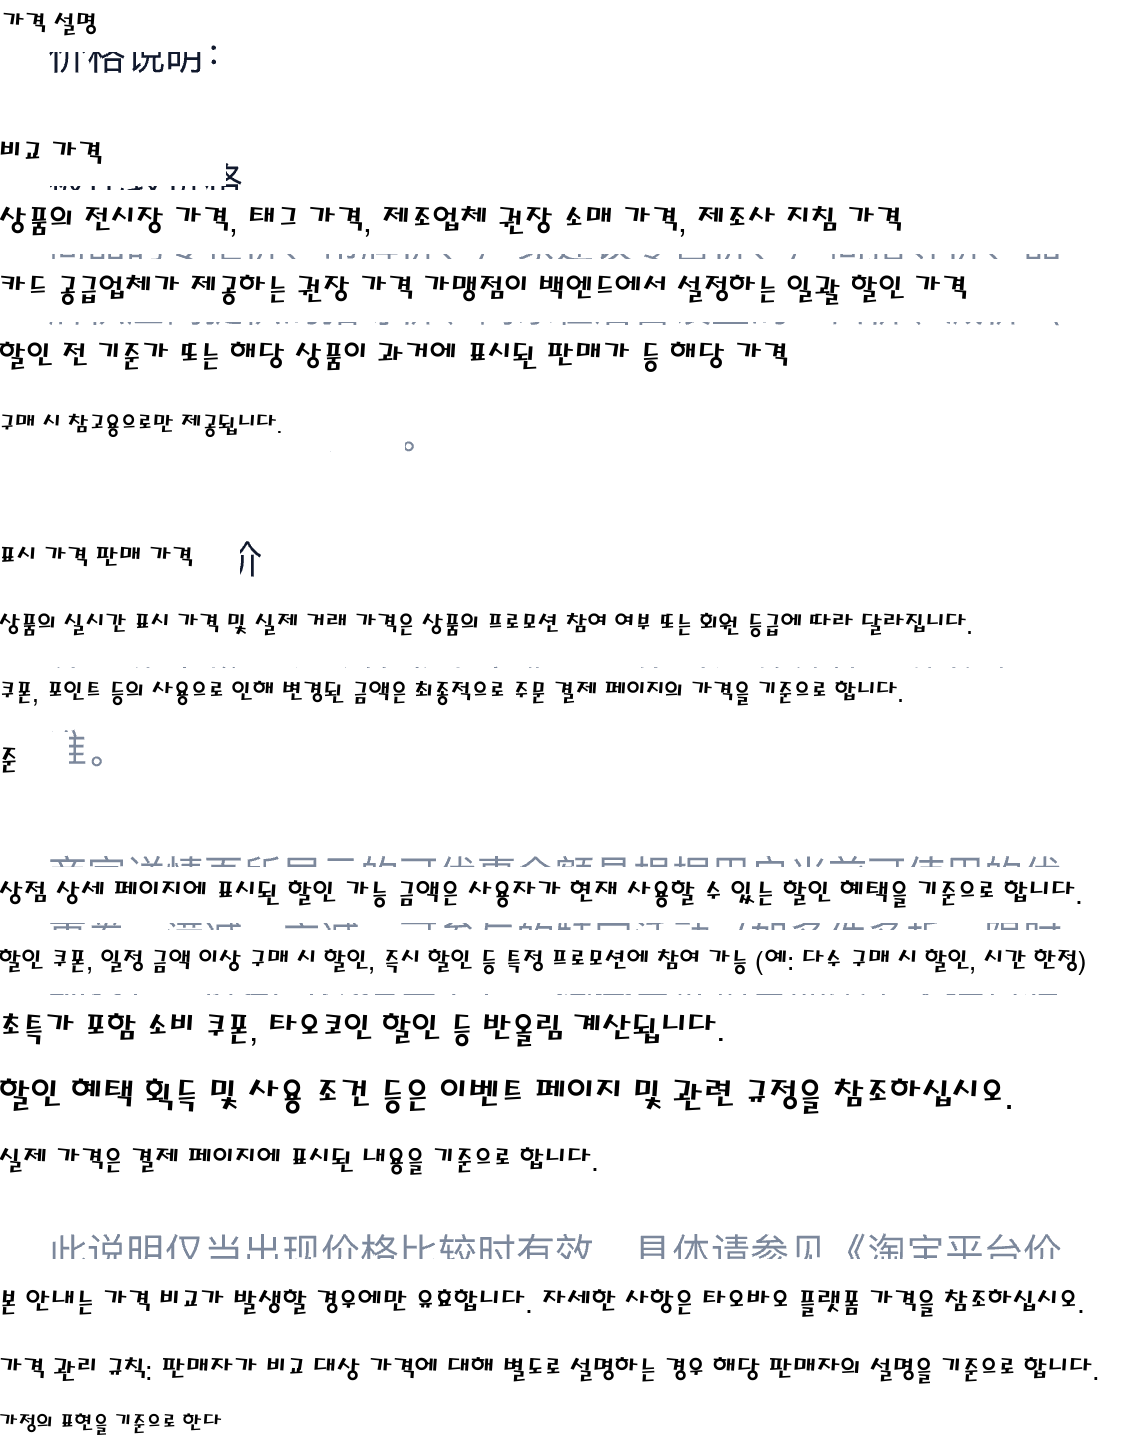 가격 설명
价格说明：
비교 가격
상품의 전시장 가격, 태그 가격, 제조업체 권장 소매 가격, 제조사 지침 가격
카드 공급업체가 제공하는 권장 가격 가맹점이 백엔드에서 설정하는 일괄 할인 가격
할인 전 기준가 또는 해당 상품이 과거에 표시된 판매가 등 해당 가격
구매 시 참고용으로만 제공됩니다.
표시 가격 판매 가격
상품의 실시간 표시 가격 및 실제 거래 가격은 상품의 프로모션 참여 여부 또는 회원 등급에 따라 달라집니다.
쿠폰, 포인트 등의 사용으로 인해 변경된 금액은 최종적으로 주문 결제 페이지의 가격을 기준으로 합니다.
준
상점 상세 페이지에 표시된 할인 가능 금액은 사용자가 현재 사용할 수 있는 할인 혜택을 기준으로 합니다.
할인 쿠폰, 일정 금액 이상 구매 시 할인, 즉시 할인 등 특정 프로모션에 참여 가능 (예: 다수 구매 시 할인, 시간 한정)
초특가 포함 소비 쿠폰, 타오코인 할인 등 반올림 계산됩니다.
할인 혜택 획득 및 사용 조건 등은 이벤트 페이지 및 관련 규정을 참조하십시오.
실제 가격은 결제 페이지에 표시된 내용을 기준으로 합니다.
此说明仅当出现价格比较时有效 具体请参见《淘宝平台价
본 안내는 가격 비교가 발생할 경우에만 유효합니다. 자세한 사항은 타오바오 플랫폼 가격을 참조하십시오.
가격 관리 규칙: 판매자가 비교 대상 가격에 대해 별도로 설명하는 경우 해당 판매자의 설명을 기준으로 합니다.
가정의 표현을 기준으로 한다